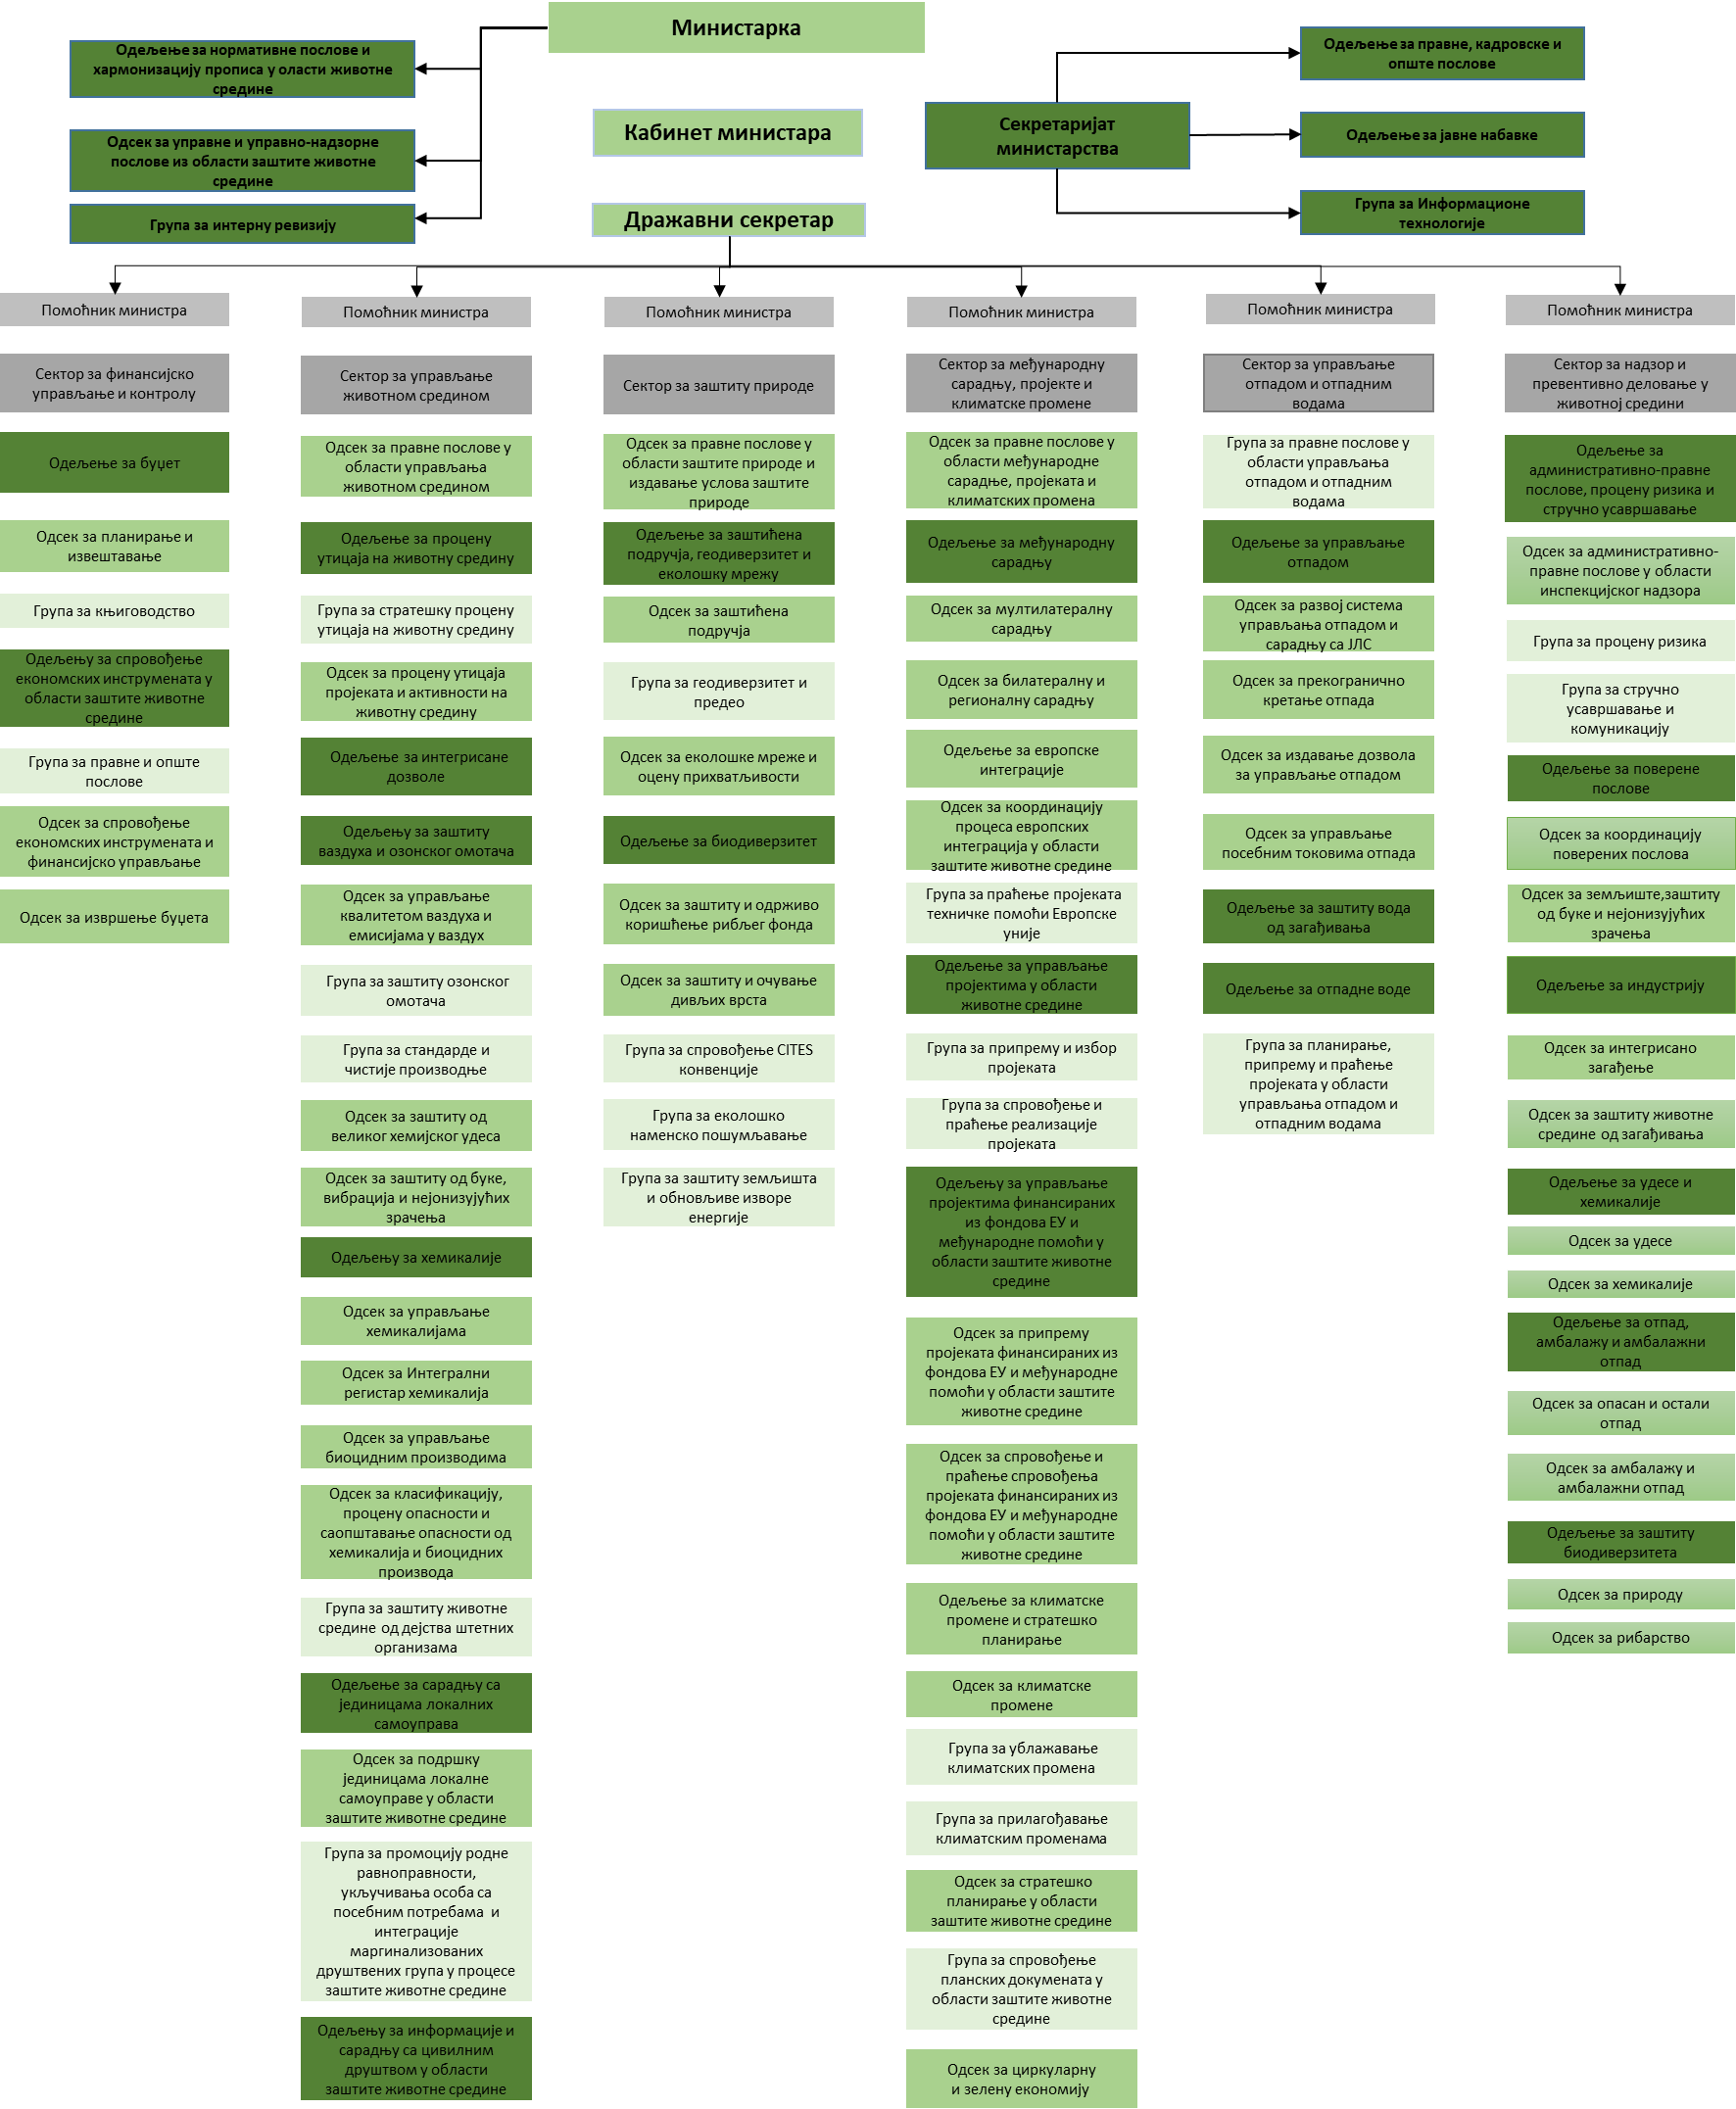 Министарка
Одељење за нормативне послове и
хармонизацију прописа у оласти животне
средине
Одсек за управне и управно-надзорне
послове из области заштите животне
средине
Група за интерну ревизију
Кабинет министара
Државни секретар
Секретаријат
министарства
Одељење за правне, кадровске и
опште послове
Одељење за јавне набавке
Група за Информационе
технологије
Помоћник министра
Сектор за финансијско
управљање и контролу
Одељење за буџет
Одсек за планирање и
извештавање
Група за књиговодство
Одељењу за спровођење
економских инструмената у
области заштите животне
средине
Група за правне и опште
послове
Одсек за спровођење
економских инструмената и
финансијско управљање
Одсек за извршење буџета
Помоћник министра
Сектор за управљање
животном средином
Одсек за правне послове у
области управљања
животном средином
Одељење за процену
утицаја на животну средину
Група за стратешку процену
утицаја на животну средину
Одсек за процену утицаја
пројеката и активности на
животну средину
Одељење за интегрисане
дозволе
Одељењу за заштиту
ваздуха и озонског омотача
Одсек за управљање
квалитетом ваздуха и
емисијама у ваздух
Група за заштиту озонског
омотача
Група за стандарде и
чистије производње
Одсек за заштиту од
великог хемијског удеса
Одсек за заштиту од буке,
вибрација и нејонизујућих
зрачења
Одељењу за хемикалије
Одсек за управљање
хемикалијама
Одсек за Интегрални
регистар хемикалија
Одсек за управљање
биоцидним производима
Одсек за класификацију,
процену опасности и
саопштавање опасности од
хемикалија и биоцидних
производа
Група за заштиту животне
средине од дејства штетних
организама
Одељење за сарадњу са
јединицама локалних
самоуправа
Одсек за подршку
јединицама локалне
самоуправе у области
заштите животне средине
Група за промоцију родне
равноправности,
укључивања особа са
посебним потребама и
интеграције
маргинализованих
друштвених група у процесе
заштите животне средине
Одељењу за информације и
сарадњу са цивилним
друштвом у области
заштите животне средине
Помоћник министра
Сектор за заштиту природе
Одсек за правне послове у
области заштите природе и
издавање услова заштите
природе
Одељење за заштићена
подручја, геодиверзитет и
еколошку мрежу
Одсек за заштићена
подручја
Група за геодиверзитет и
предео
Одсек за еколошке мреже и
оцену прихватљивости
Одељење за биодиверзитет
Одсек за заштиту и одрживо
коришћење рибљег фонда
Одсек за заштиту и очување
дивљих врста
Група за спровођење CITES
конвенције
Група за еколошко
наменско пошумљавање
Група за заштиту земљишта
и обновљиве изворе
енергије
Помоћник министра
Сектор за међународну
сарадњу, пројекте и
климатске промене
Одсек за правне послове у
области међународне
сарадње, пројеката и
климатских промена
Одељење за међународну
сарадњу
Одсек за мултилатералну
сарадњу
Одсек за билатералну и
регионалну сарадњу
Одељење за европске
интеграције
Одсек за координацију
процеса европских
интеграција у области
заштите животне средине
Група за праћење пројеката
техничке помоћи Европске
уније
Одељење за управљање
пројектима у области
животне средине
Група за припрему и избор
пројеката
Група за спровођење и
праћење реализације
пројеката
Одељењу за управљање
пројектима финансираних
из фондова ЕУ и
међународне помоћи у
области заштите животне
средине
Одсек за припрему
пројеката финансираних из
фондова ЕУ и међународне
помоћи у области заштите
животне средине
Одсек за спровођење и
праћење спровођења
пројеката финансираних из
фондова ЕУ и међународне
помоћи у области заштите
животне средине
Одељење за климатске
промене и стратешко
планирање
Одсек за климатске
промене
Група за ублажавање
климатских промена
Група за прилагођавање
климатским променама
Одсек за стратешко
планирање у области
заштите животне средине
Група за спровођење
планских докумената у
области заштите животне
средине
Одсек за циркуларну
и зелену економију
Помоћник министра
Сектор за управљање
отпадом и отпадним
водама
Група за правне послове у
области управљања
отпадом и отпадним
водама
Одељење за управљање
отпадом
Одсек за развој система
управљања отпадом и
сарадњу са ЈЛС
Одсек за прекогранично
кретање отпада
Одсек за издавање дозвола
за управљање отпадом
Одсек за управљање
посебним токовима отпада
Одељење за заштиту вода
од загађивања
Одељење за отпадне воде
Група за планирање,
припрему и праћење
пројеката у области
управљања отпадом и
отпадним водама
Помоћник министра
Сектор за надзор и
превентивно деловање у
животној средини
Одељење за
административно-правне
послове, процену ризика и
стручно усавршавање
Одсек за административно-
правне послове у области
инспекцијског надзора
Група за процену ризика
Група за стручно
усавршавање и
комуникацију
Одељење за поверене
послове
Одсек за координацију
поверених послова
Одсек за земљиште,заштиту
од буке и нејонизујућих
зрачења
Одељење за индустрију
Одсек за интегрисано
загађење
Одсек за заштиту животне
средине од загађивања
Одељење за удесе и
хемикалије
Одсек за удесе
Одсек за хемикалије
Одељење за отпад,
амбалажу и амбалажни
отпад
Одсек за опасан и остали
отпад
Одсек за амбалажу и
амбалажни отпад
Одељење за заштиту
биодиверзитета
Одсек за природу
Одсек за рибарство